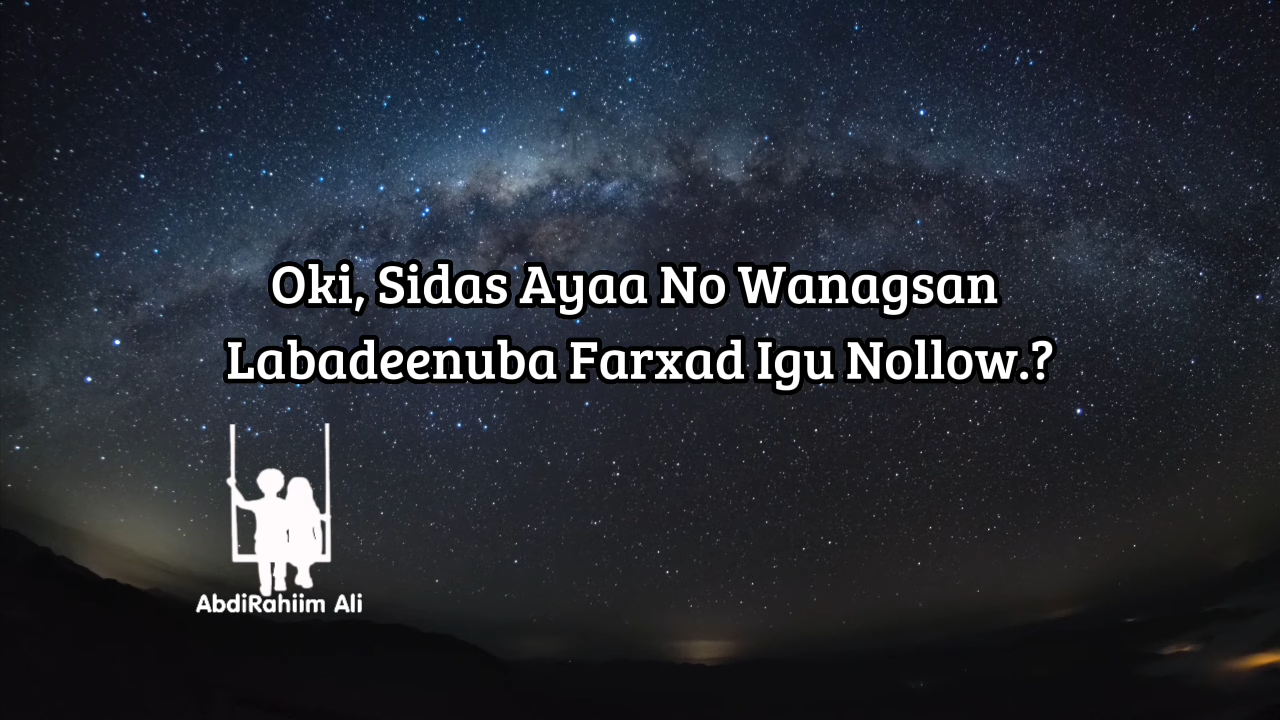 Oki, Sidas Ayaa No Wanagsan
Labadeenuba Farxad Igu Nollow.?
AbdiRahiim Ali